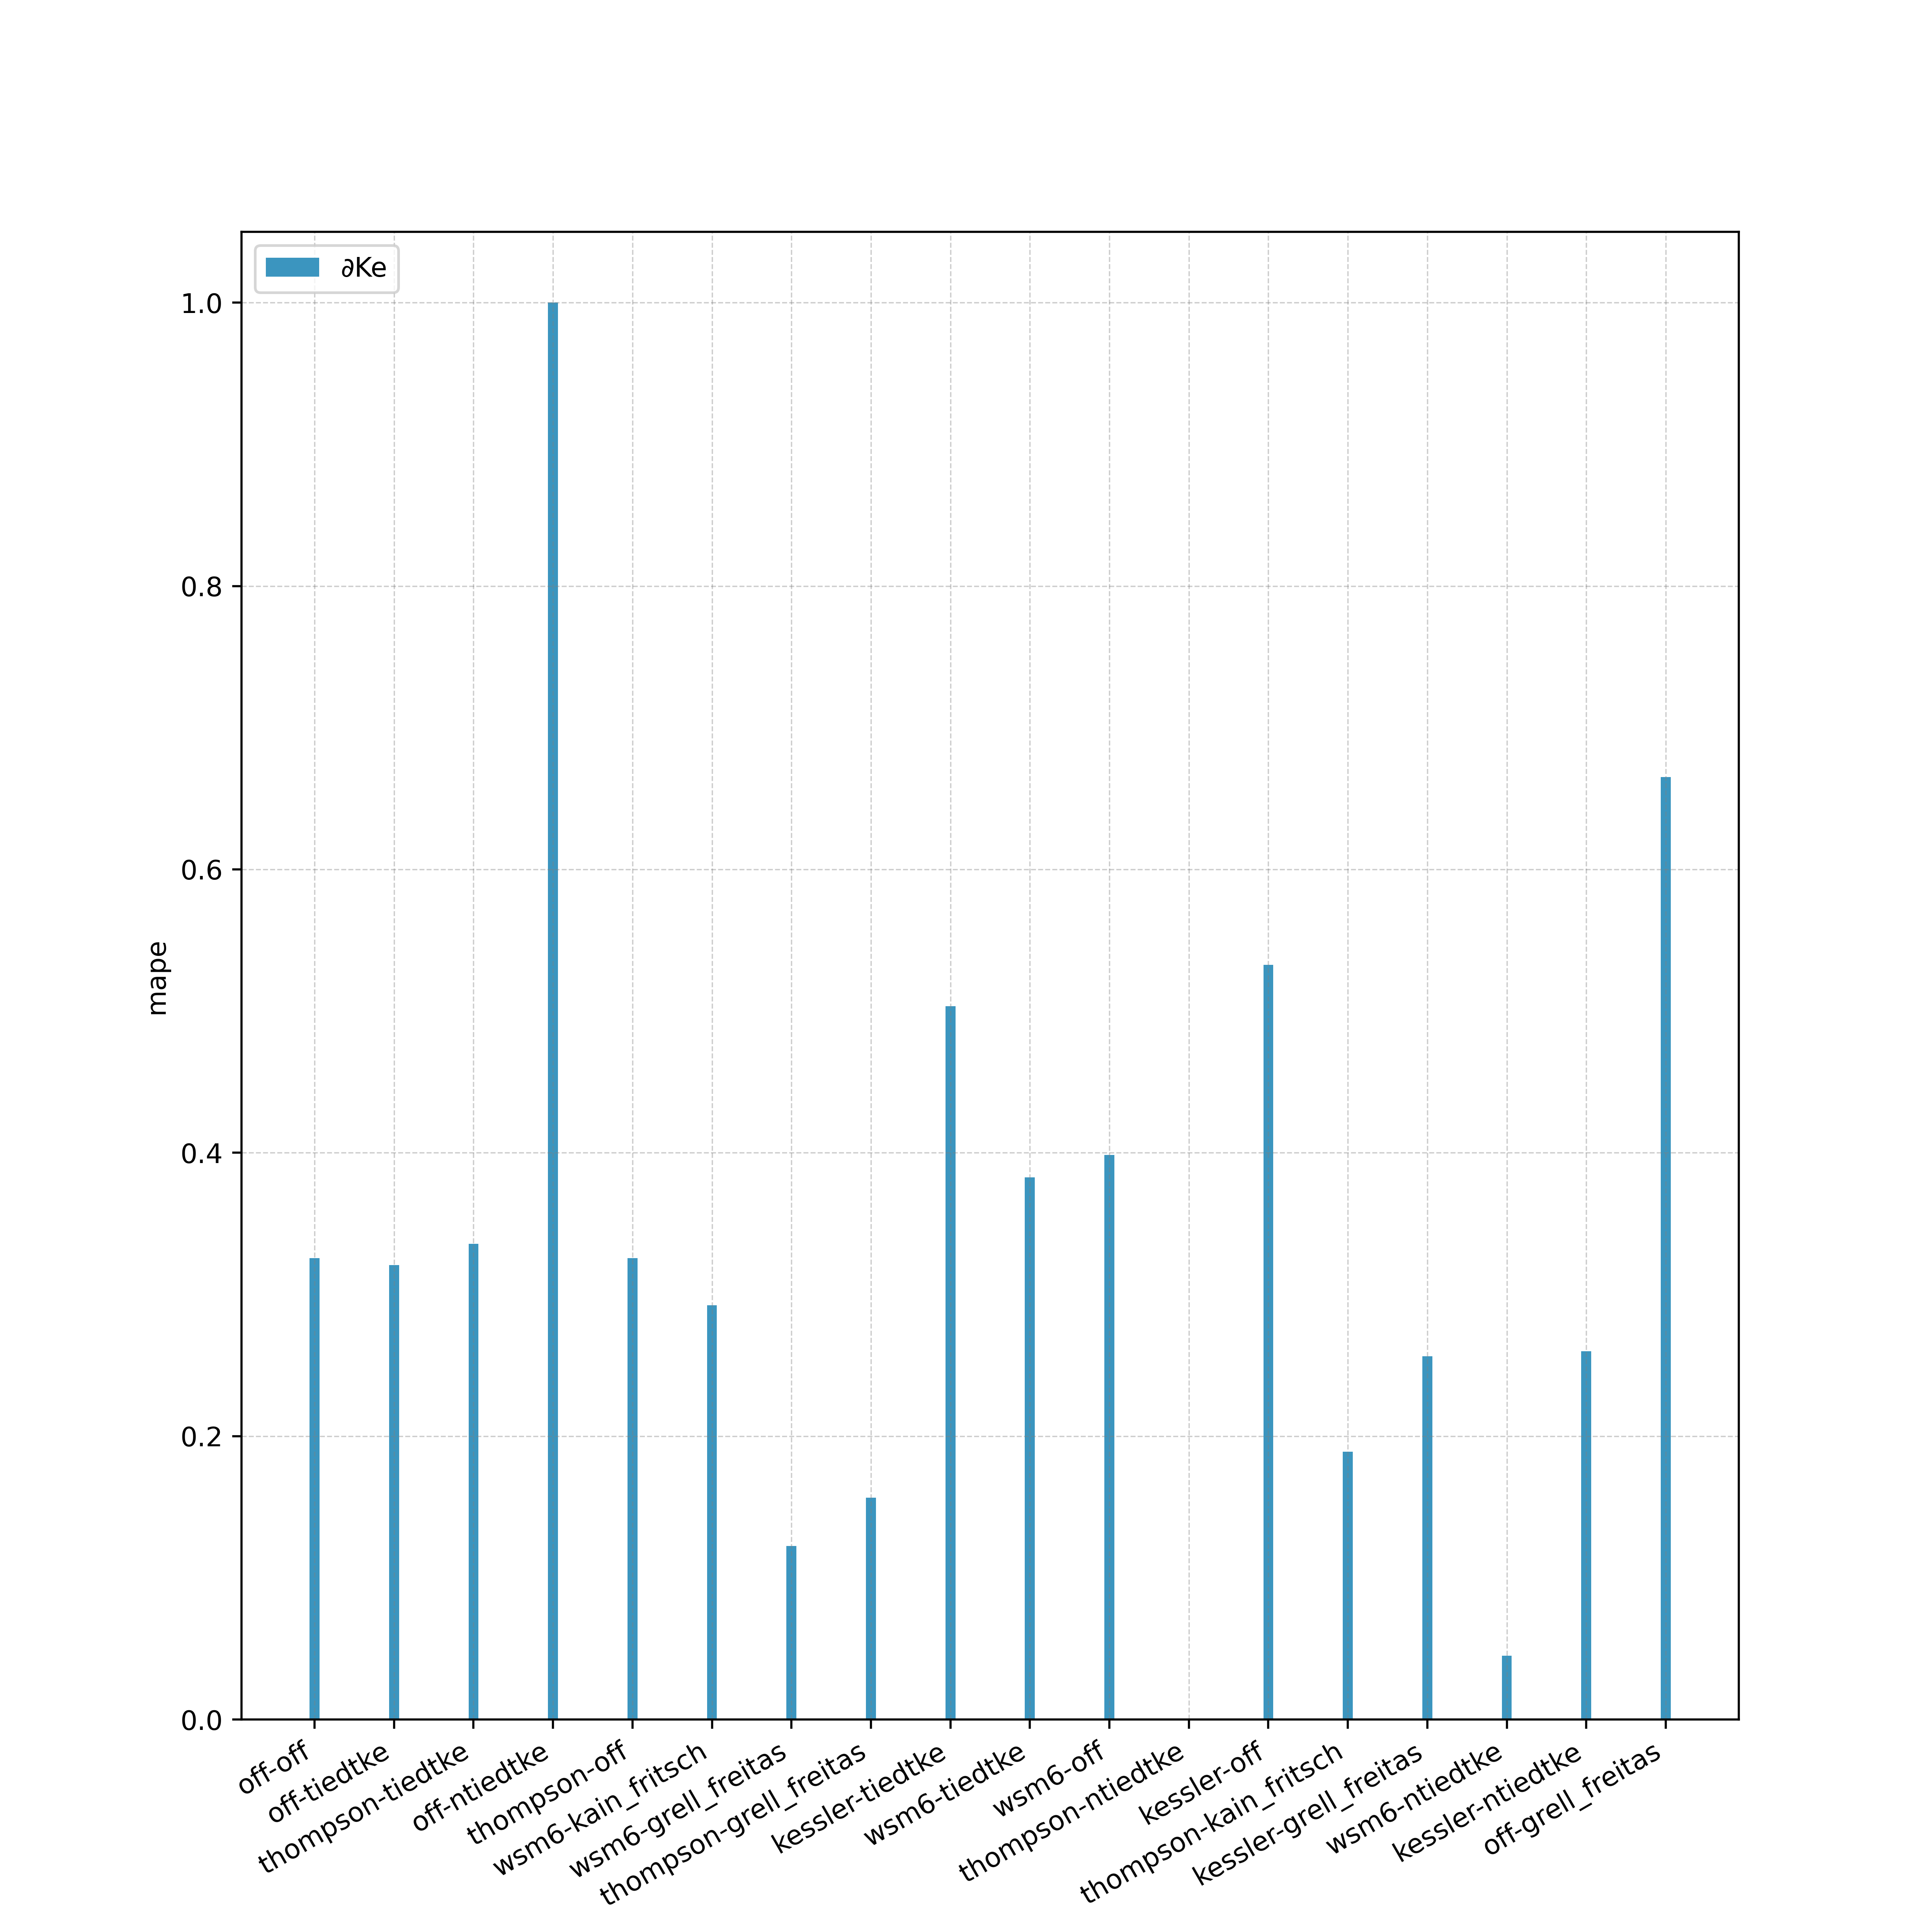 ∂Ke
1.0
0.8
0.6
0.4
0.2
0.0
mape
off-off
off-tiedtke
thompson-tiedtke
off-ntiedtke
thompson-off
wsm6-kain_fritsch
wsm6-grell_freitas
thompson-grell_freitas
kessler-tiedtke
wsm6-tiedtke
wsm6-off
thompson-ntiedtke
kessler-off
thompson-kain_fritsch
kessler-grell_freitas
wsm6-ntiedtke
kessler-ntiedtke
off-grell_freitas